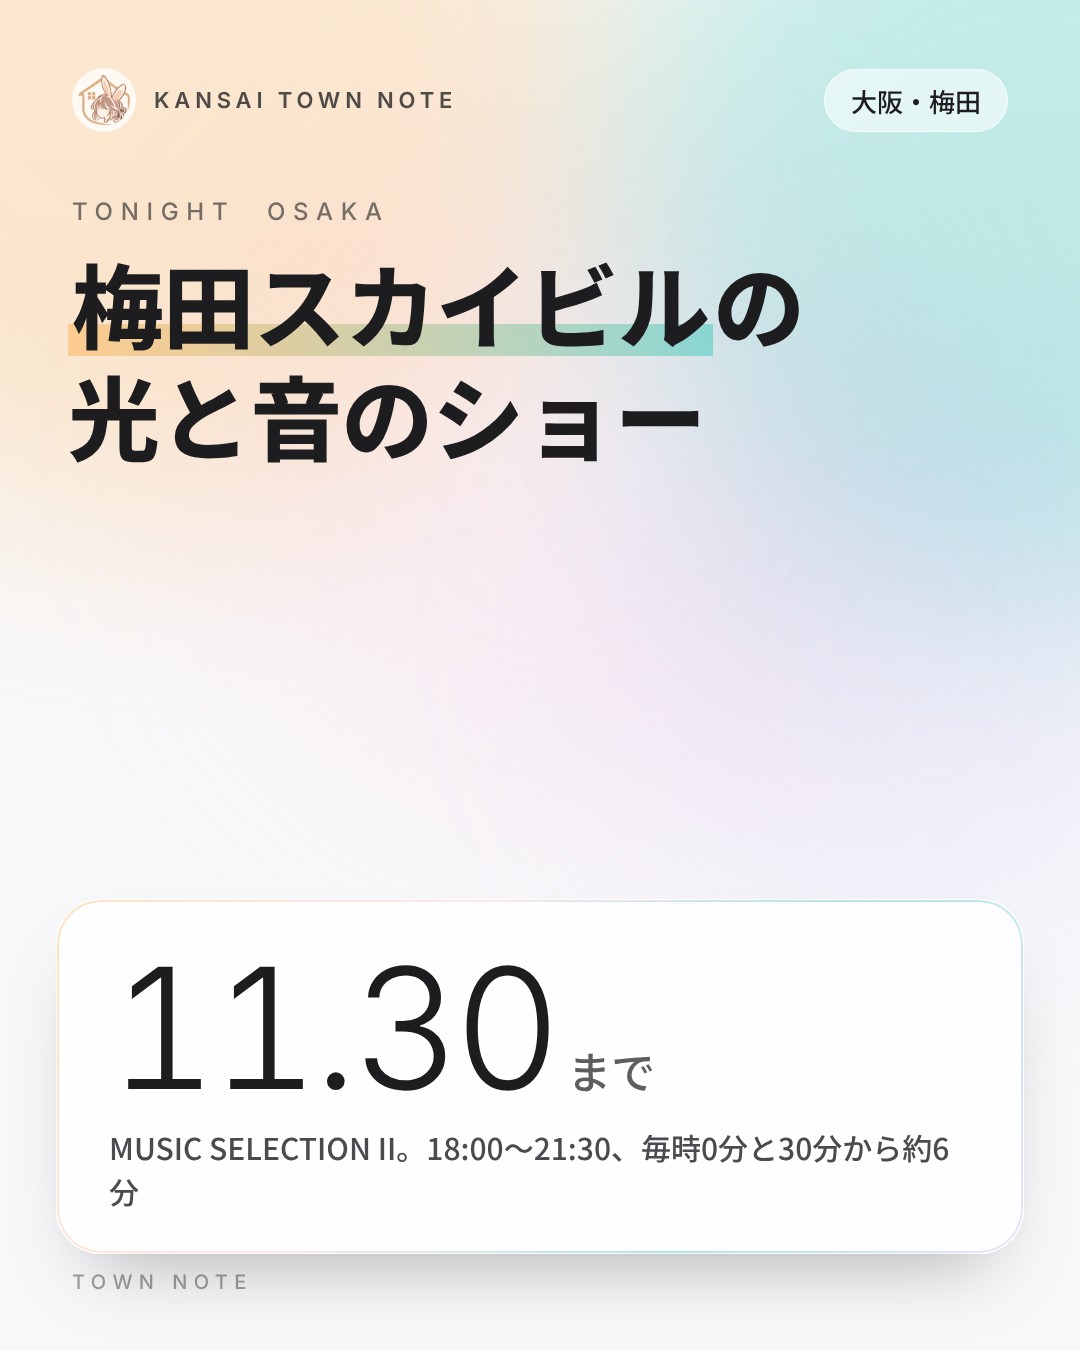 KANSAI TOWN NOTE
大阪・梅田
TONIGHT OSAKA
梅田スカイビルの
光と音のショー
11.30 まで
MUSIC SELECTION II。18:00〜21:30、毎時0分と30分から約6
分
TOWN NOTE